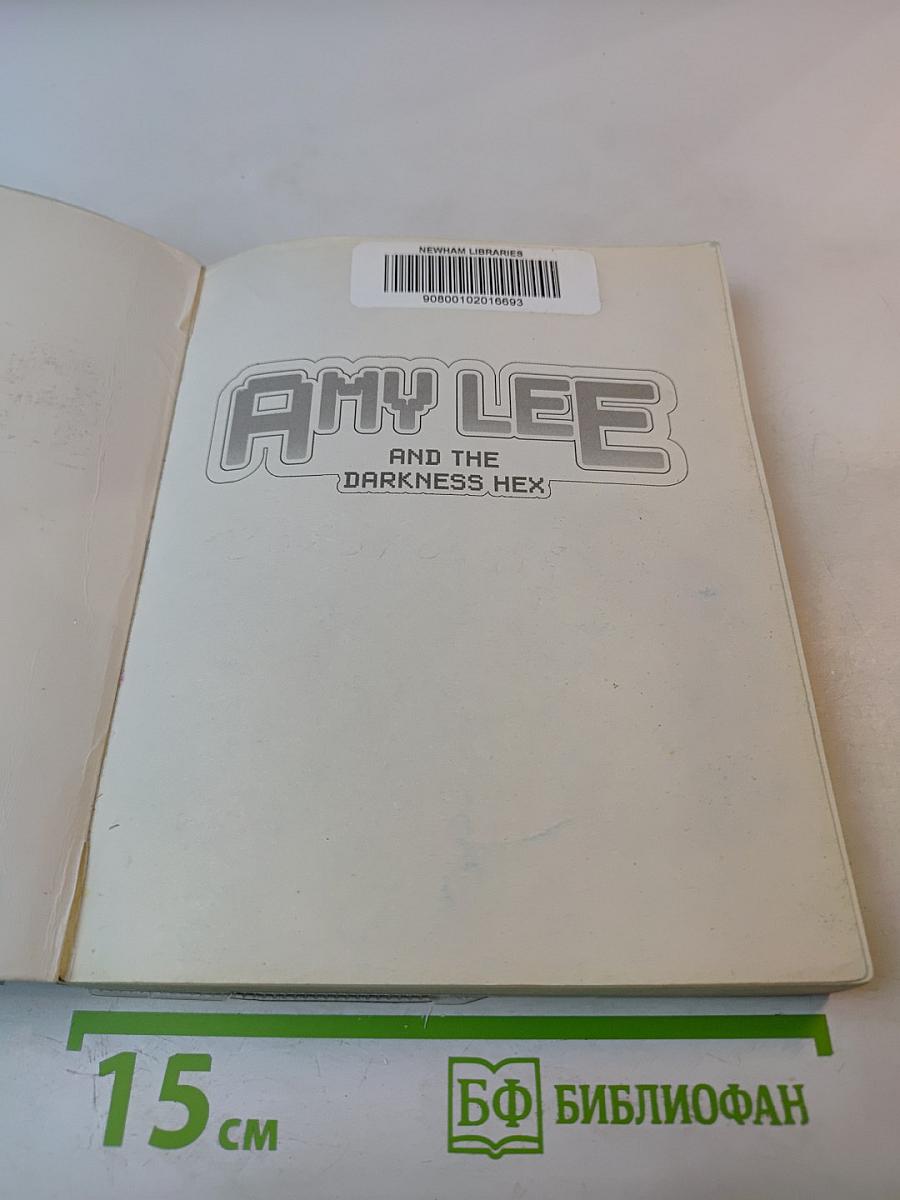 NEWHAM LIBRARIES
90800102016693
AMY LEE
AND THE
DARKNESS HEX
15 см
БФ БИБЛИОФАН